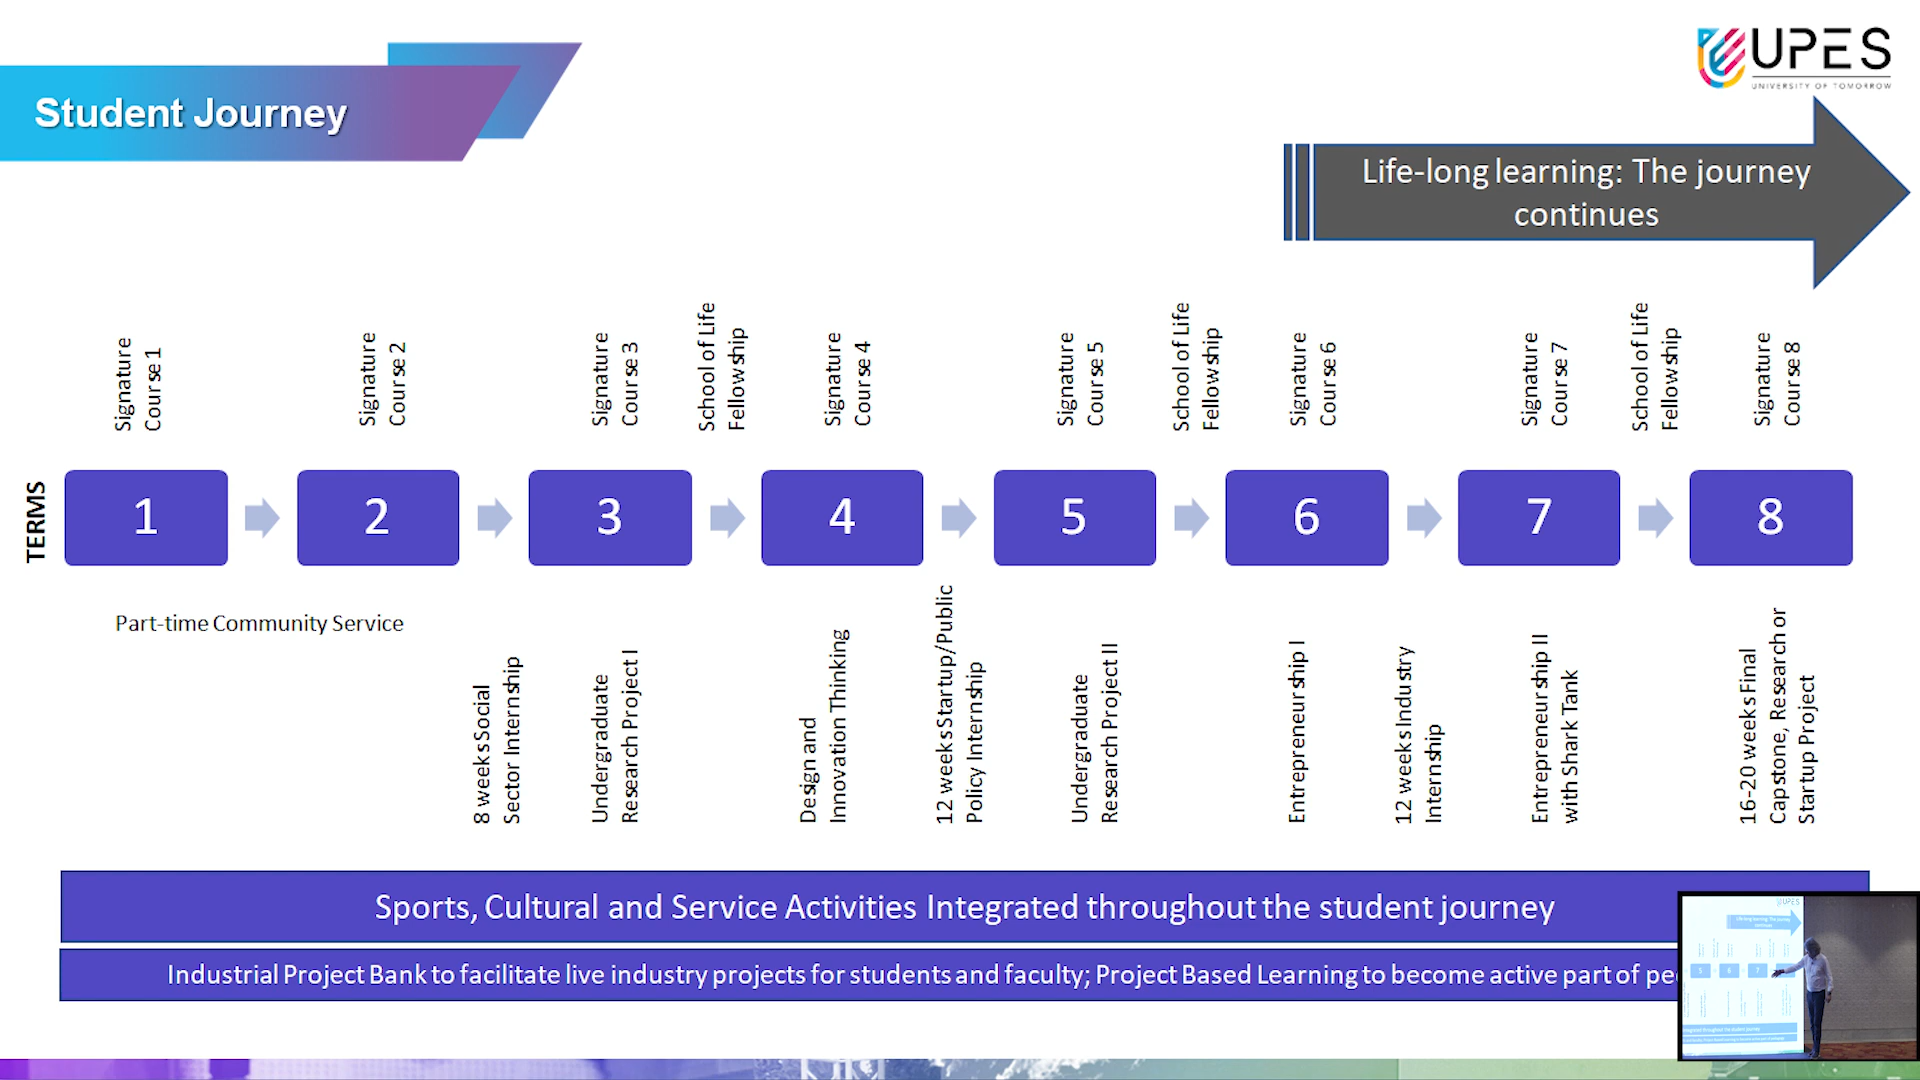 Student Journey
UPES
UNIVERSITY OF TOMORROW
Life-long learning: The journey
continues
Signature
Course 1
Signature
Course 2
Signature
Course 3
School of Life
Fellowship
Signature
Course 4
Signature
Course 5
School of Life
Fellowship
Signature
Course 6
Signature
Course 7
School of Life
Fellowship
Signature
Course 8
TERMS
1
2
3
4
5
6
7
8
Part-time Community Service
8 weeks Social
Sector Internship
Undergraduate
Research Project I
Design and
Innovation Thinking
12 weeks Startup/Public
Policy Internship
Undergraduate
Research Project II
Entrepreneurship I
12 weeks Industry
Internship
Entrepreneurship II
with Shark Tank
16-20 weeks Final
Capstone, Research or
Startup Project
Sports, Cultural and Service Activities Integrated throughout the student journey
Industrial Project Bank to facilitate live industry projects for students and faculty; Project Based Learning to become active part of
UPES